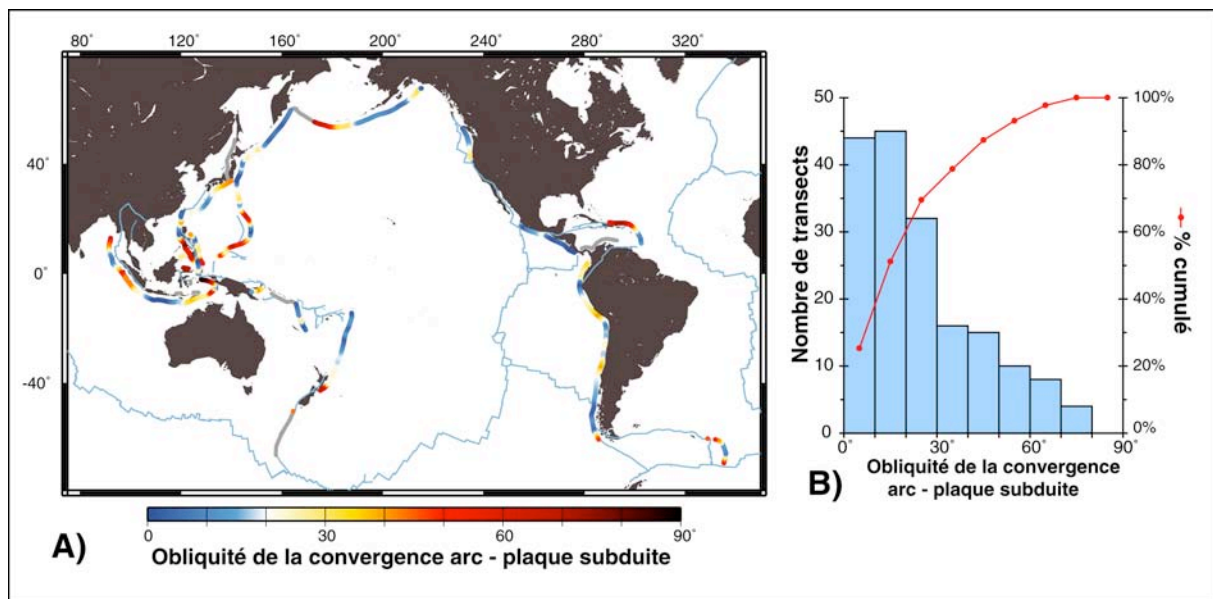 80° 120° 160° 200° 240° 280° 320°
40°
0°
-40°
A)
0 30 60 90°
Obliquité de la convergence arc - plaque subduite
50 100%
40 80%
30 60%
20 40%
10 20%
0 0%
Nombre de transects
% cumulé
0° 30° 60° 90°
B)
Obliquité de la convergence
arc - plaque subduite